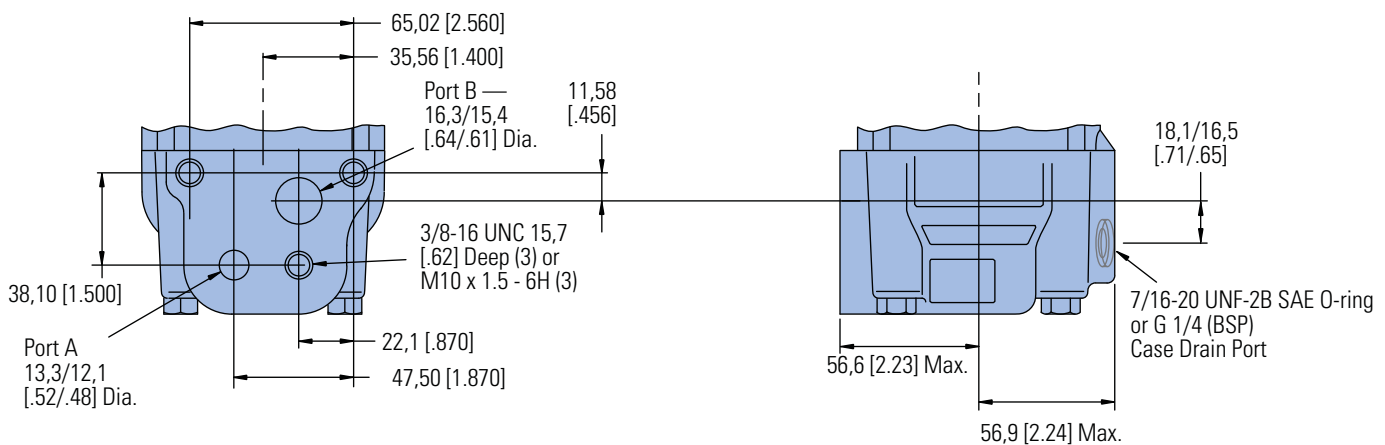 65,02 [2.560]
35,56 [1.400]
Port B —
16,3/15,4
[.64/.61] Dia.
11,58
[.456]
18,1/16,5
[.71/.65]
3/8-16 UNC 15,7
[.62] Deep (3) or
M10 x 1.5 - 6H (3)
38,10 [1.500]
7/16-20 UNF-2B SAE O-ring
or G 1/4 (BSP)
Case Drain Port
Port A
13,3/12,1
[.52/.48] Dia.
22,1 [.870]
47,50 [1.870]
56,6 [2.23] Max.
56,9 [2.24] Max.